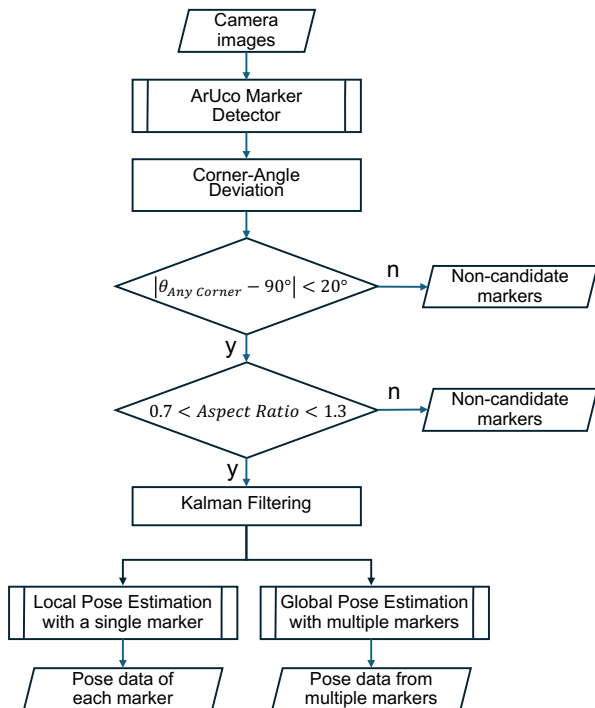 Camera
images
ArUco Marker
Detector
Corner-Angle
Deviation
|θ_Any Corner − 90°| < 20°
n
Non-candidate
markers
y
0.7 < Aspect Ratio < 1.3
n
Non-candidate
markers
y
Kalman Filtering
Local Pose Estimation
with a single marker
Global Pose Estimation
with multiple markers
Pose data of
each marker
Pose data from
multiple markers